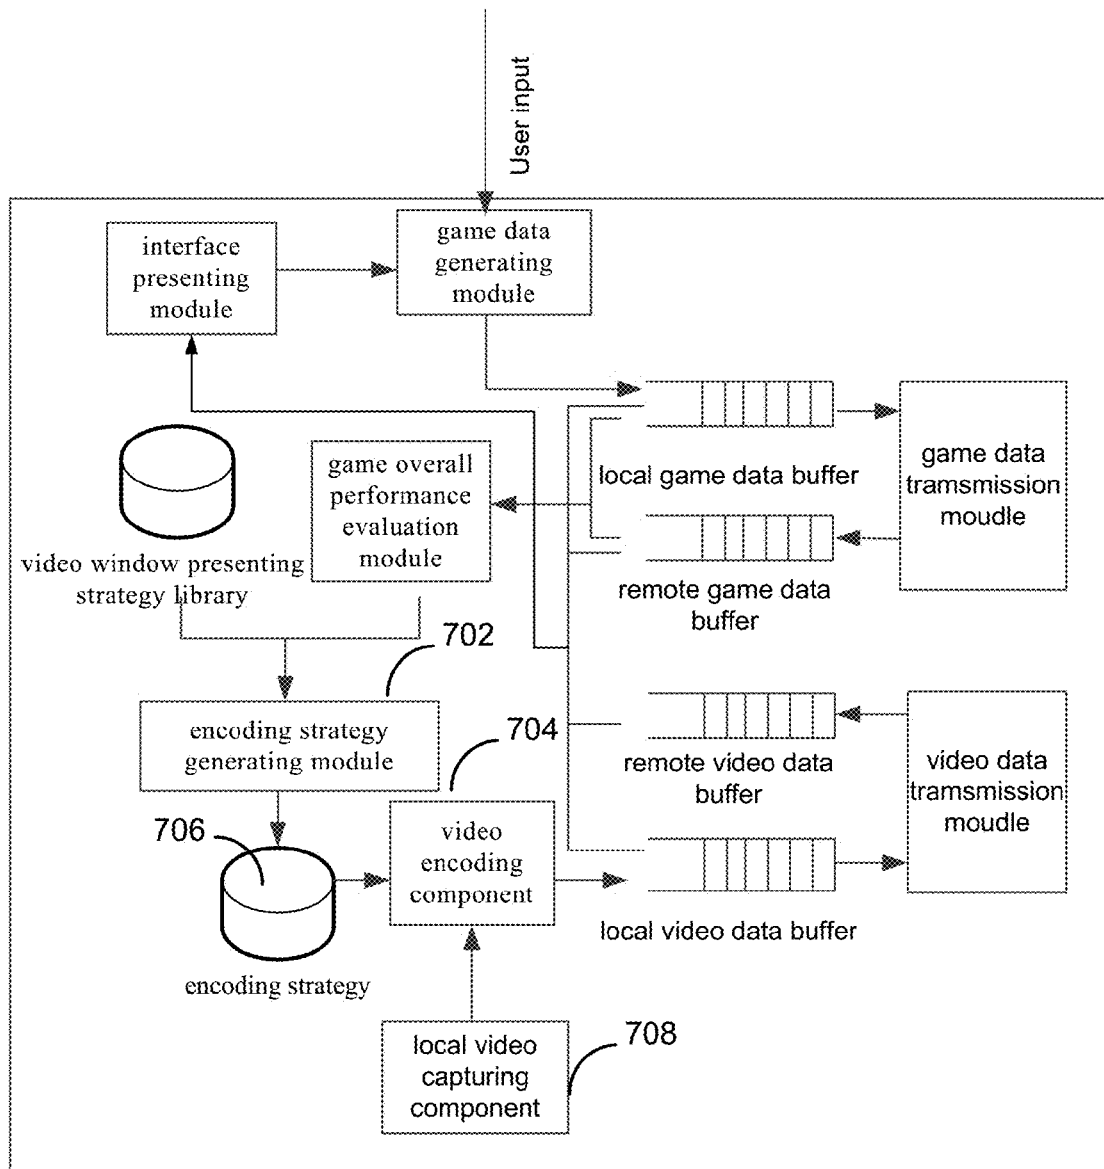 User input
interface
presenting
module
game data
generating
module
local game data buffer
game data
tramsmission
moudle
game overall
performance
evaluation
module
video window presenting
strategy library
remote game data
buffer
702
encoding strategy
generating module
704
remote video data
buffer
video data
tramsmission
moudle
706
video
encoding
component
local video data buffer
encoding strategy
local video
capturing
component
708